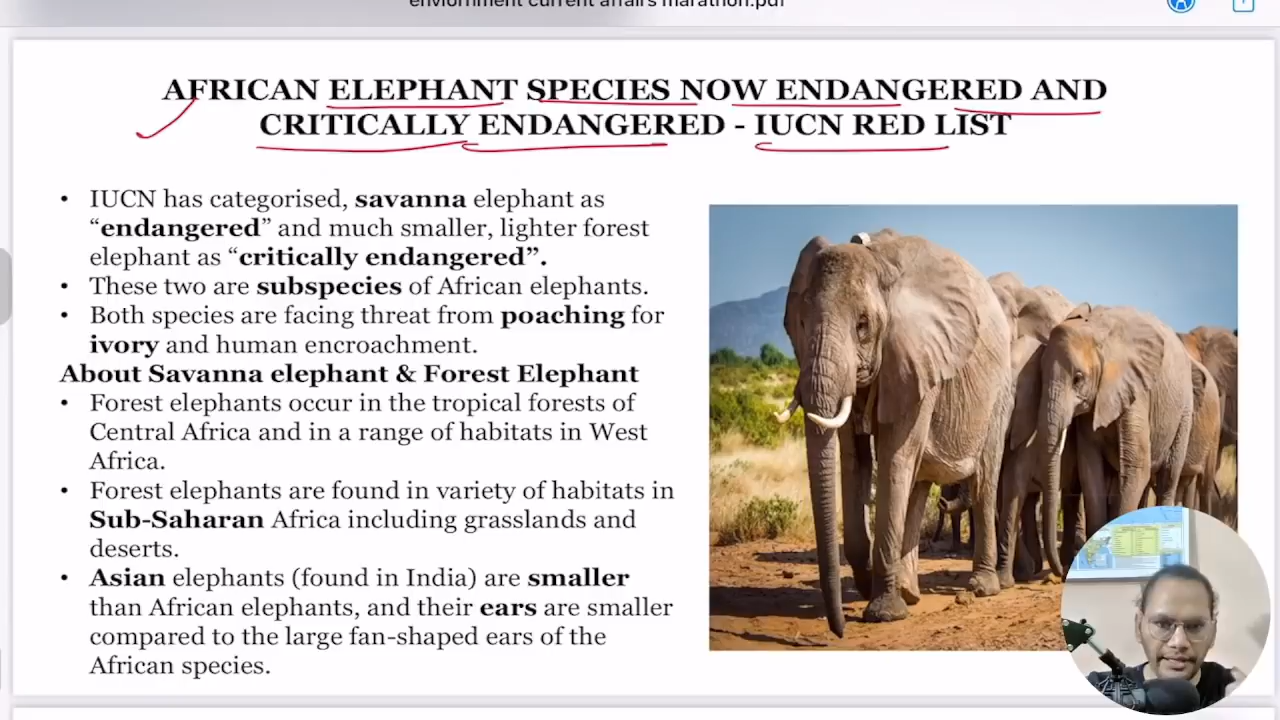 enviornment current affairs marathon.pdf
AFRICAN ELEPHANT SPECIES NOW ENDANGERED AND
CRITICALLY ENDANGERED - IUCN RED LIST
• IUCN has categorised, savanna elephant as
“endangered” and much smaller, lighter forest
elephant as “critically endangered”.
• These two are subspecies of African elephants.
• Both species are facing threat from poaching for
ivory and human encroachment.
About Savanna elephant & Forest Elephant
• Forest elephants occur in the tropical forests of
Central Africa and in a range of habitats in West
Africa.
• Forest elephants are found in variety of habitats in
Sub-Saharan Africa including grasslands and
deserts.
• Asian elephants (found in India) are smaller
than African elephants, and their ears are smaller
compared to the large fan-shaped ears of the
African species.